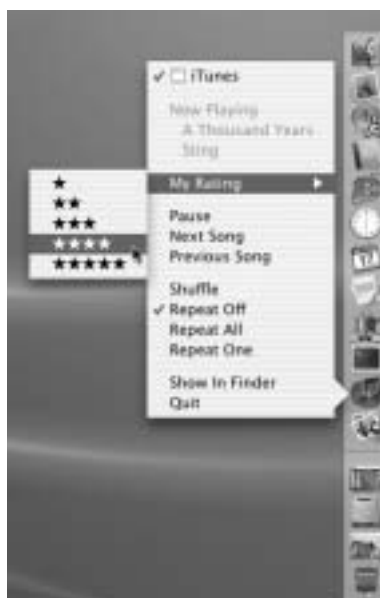 ✓ iTunes
Now Playing
A Thousand Years
Sting
My Rating
★
★★
★★★
★★★★
★★★★★
Pause
Next Song
Previous Song
Shuffle
✓ Repeat Off
Repeat All
Repeat One
Show In Finder
Quit